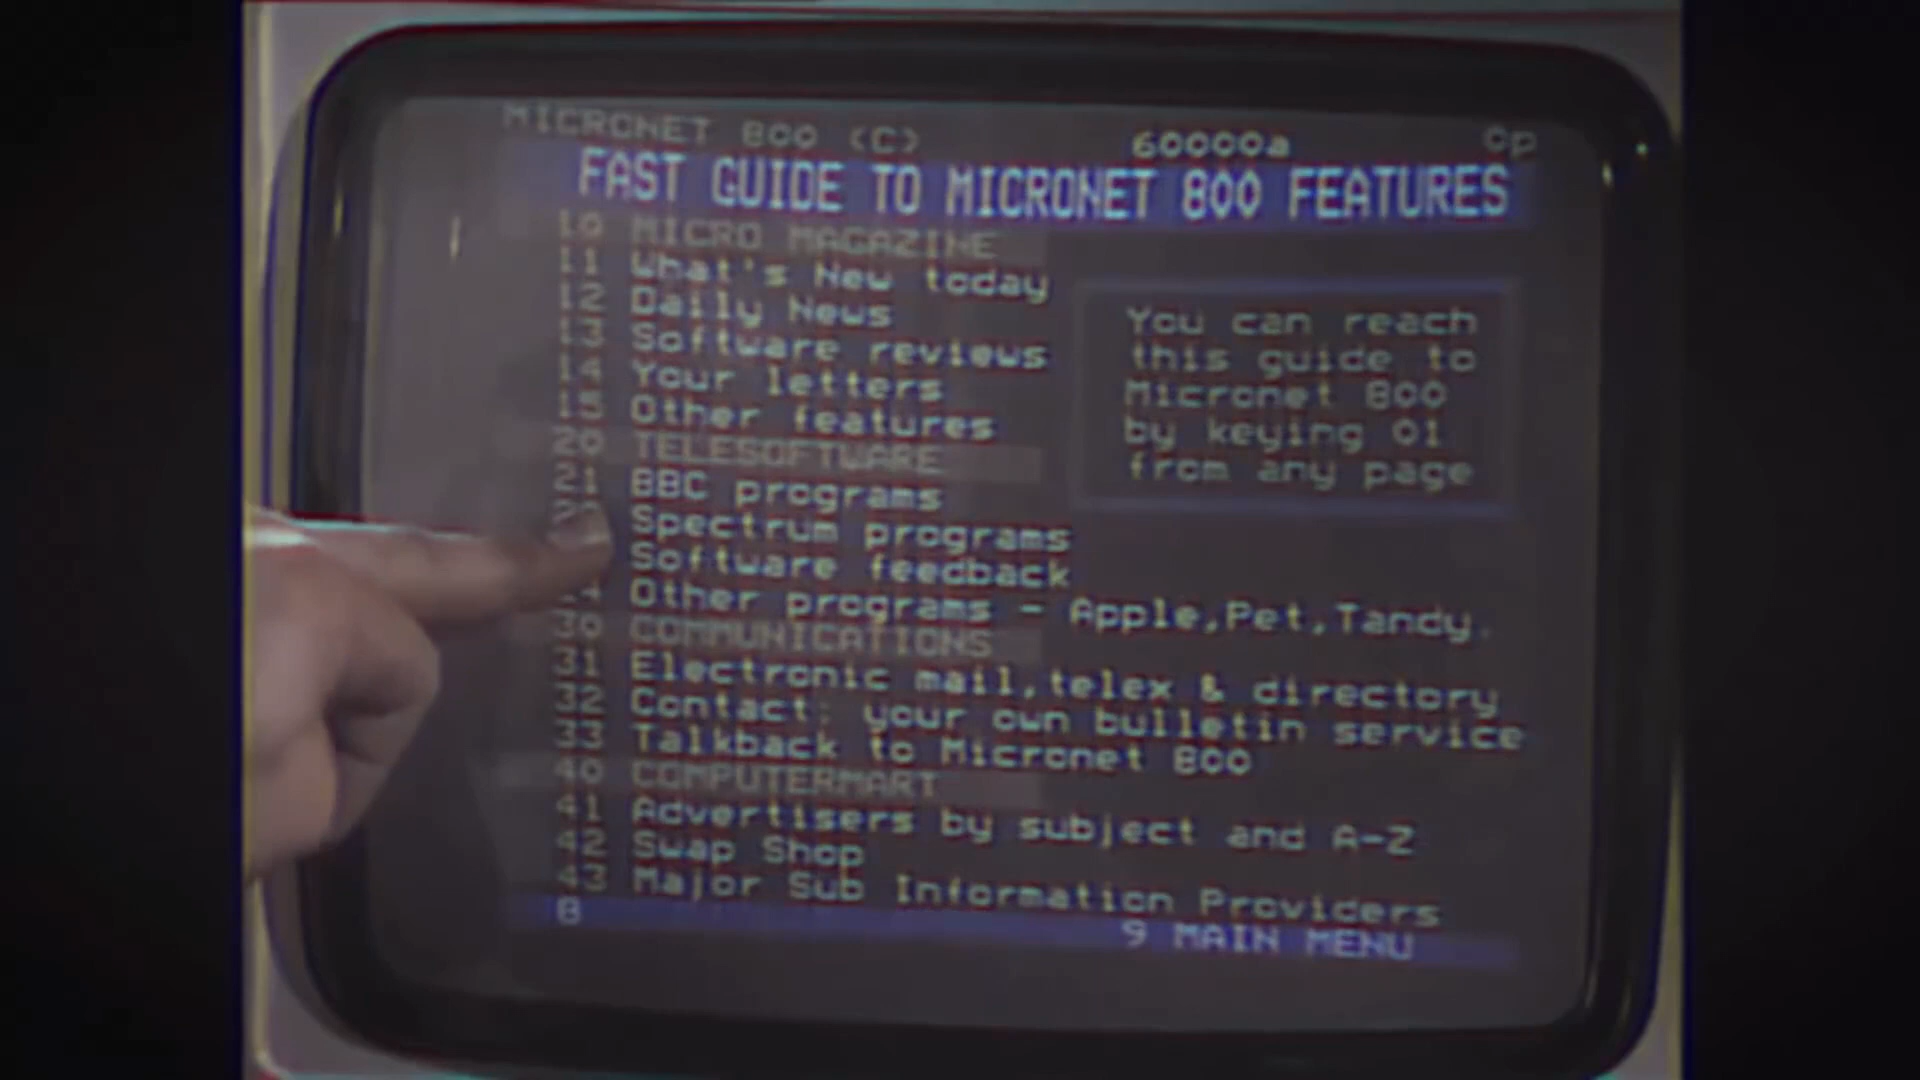 MICRONET 800 (C) 60000a 0p
FAST GUIDE TO MICRONET 800 FEATURES
10 MICRO MAGAZINE
11 What's New today
12 Daily News
13 Software reviews
14 Your letters
15 Other features
20 TELESOFTWARE
21 BBC programs
Spectrum programs
Software feedback
Other programs - Apple,Pet,Tandy.
30 COMMUNICATIONS
31 Electronic mail,telex & directory
32 Contact: your own bulletin service
33 Talkback to Micronet 800
40 COMPUTERMART
41 Advertisers by subject and A-Z
42 Swap Shop
43 Major Sub Information Providers
9 MAIN MENU
You can reach
this guide to
Micronet 800
by keying 01
from any page